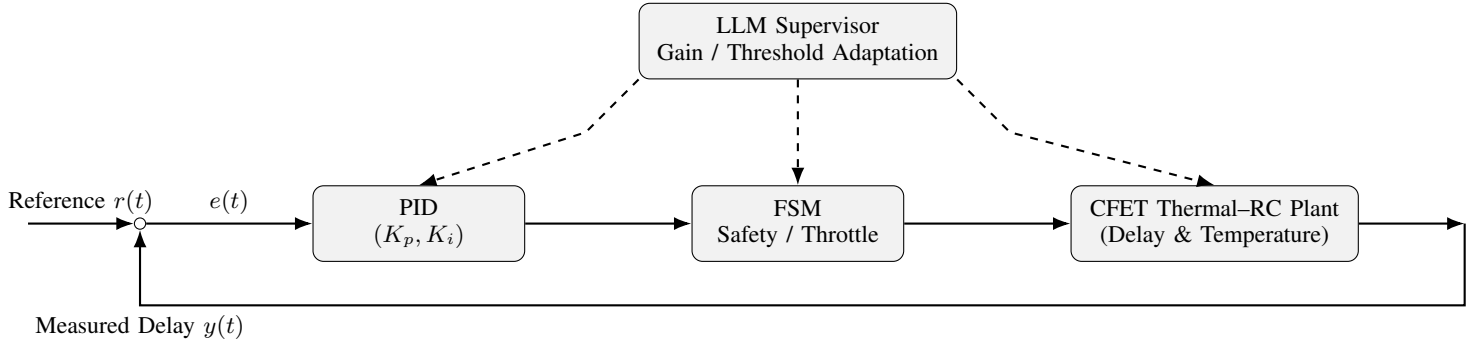 LLM Supervisor
Gain / Threshold Adaptation
Reference r(t)
e(t)
PID
(K_p, K_i)
FSM
Safety / Throttle
CFET Thermal–RC Plant
(Delay & Temperature)
Measured Delay y(t)